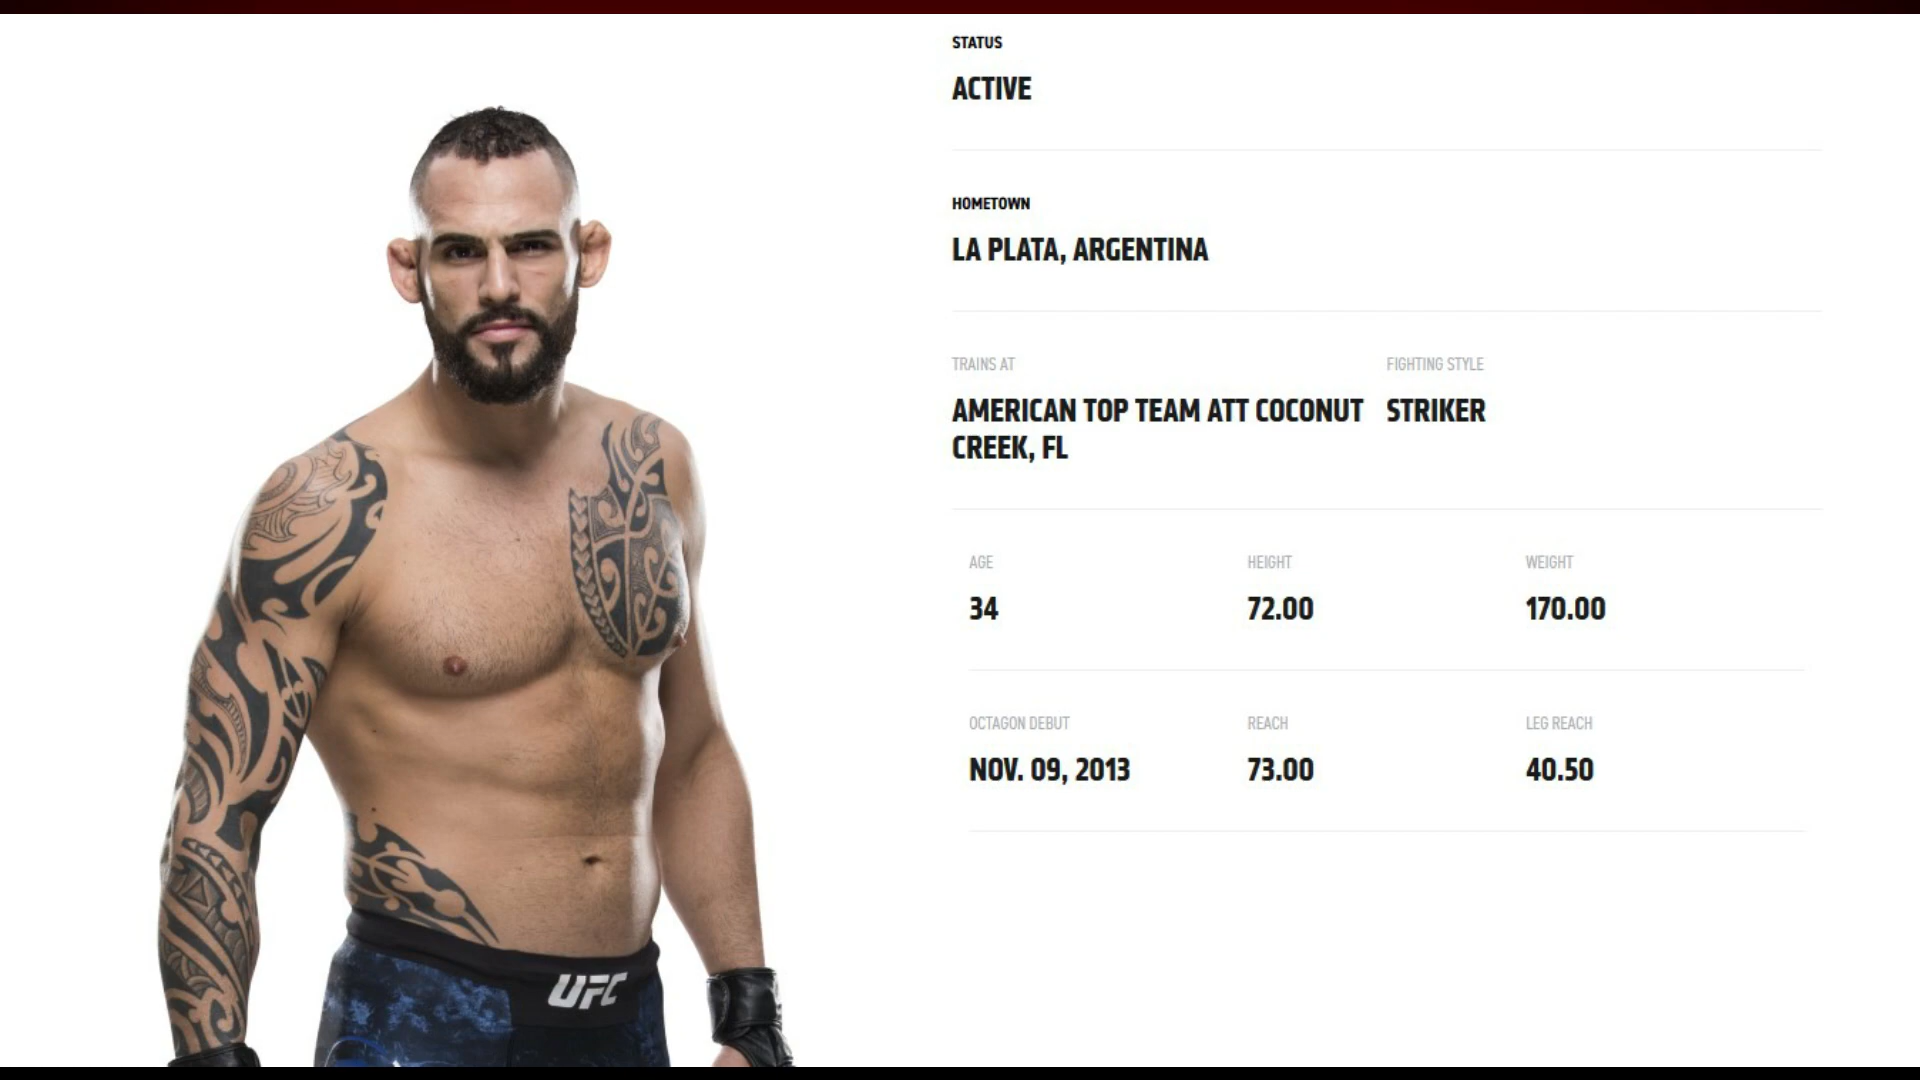 STATUS
ACTIVE
HOMETOWN
LA PLATA, ARGENTINA
TRAINS AT
AMERICAN TOP TEAM ATT COCONUT
CREEK, FL
FIGHTING STYLE
STRIKER
AGE
34
HEIGHT
72.00
WEIGHT
170.00
OCTAGON DEBUT
NOV. 09, 2013
REACH
73.00
LEG REACH
40.50
UFC